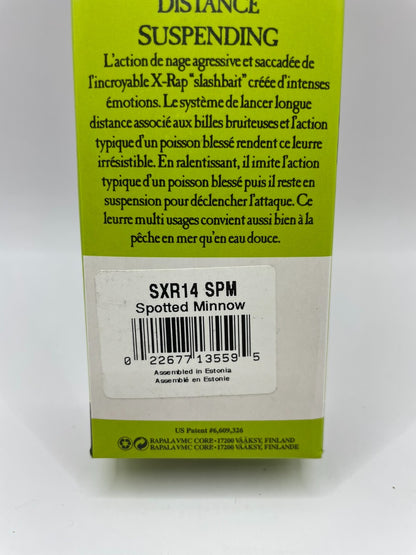 DISTANCE
SUSPENDING
L'action de nage agressive et saccadée de
l'incroyable X-Rap "slashbait" créée d'intenses
émotions. Le système de lancer longue
distance associé aux billes bruiteuses et l'action
typique d'un poisson blessé rendent ce leurre
irrésistible. En ralentissant, il imite l'action
typique d'un poisson blessé puis il reste en
suspension pour déclencher l'attaque. Ce
leurre multi usages convient aussi bien à la
pêche en mer qu'en eau douce.
SXR14 SPM
Spotted Minnow
0 22677 13559 5
Assembled in Estonia
Assemblé en Estonie
US Patent #6,609,326
RAPALA VMC CORP.-17200 VÄÄKSY, FINLAND
RAPALA VMC CORP.-17200 VÄÄKSY, FINLANDE